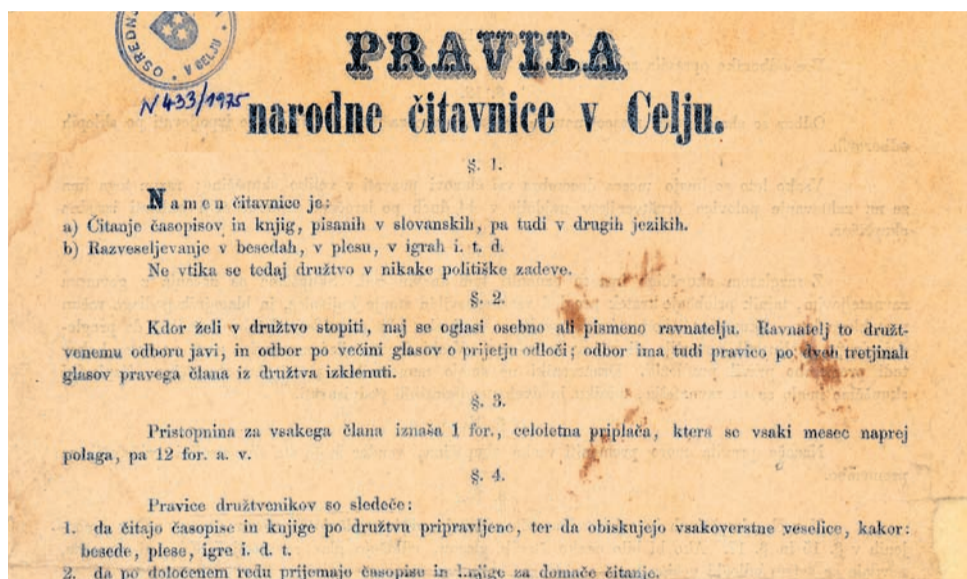 OSREDNJ
V CELJU
N 433/1975
PRAVILA
narodne čitavnice v Celju.
§. 1.
Namen čitavnice je:
a) Čitanje časopisov in knjig, pisanih v slovanskih, pa tudi v drugih jezikih.
b) Razveseljevanje v besedah, v plesu, v igrah i. t. d.
Ne vtika se tedaj društvo v nikake politiške zadeve.
§. 2.
Kdor želi v društvo stopiti, naj se oglasi osebno ali pismeno ravnatelju. Ravnatelj to društ-
venemu odboru javi, in odbor po večini glasov o prijetju odloči; odbor ima tudi pravico po dveh tretjinah
glasov pravega člana iz društva izklenuti.
§. 3.
Pristopnina za vsakega člana iznaša 1 for., celoletna priplača, ktera se vsaki mesec naprej
polaga, pa 12 for. a. v.
§. 4.
Pravice društvenikov so sledeče:
1. da čitajo časopise in knjige po društvu pripravljene, ter da obiskujejo vsakoverstne veselice, kakor:
besede, plese, igre i. d. t.
2. da po določenem redu prijemajo časopise in knjige za domače čitanje.